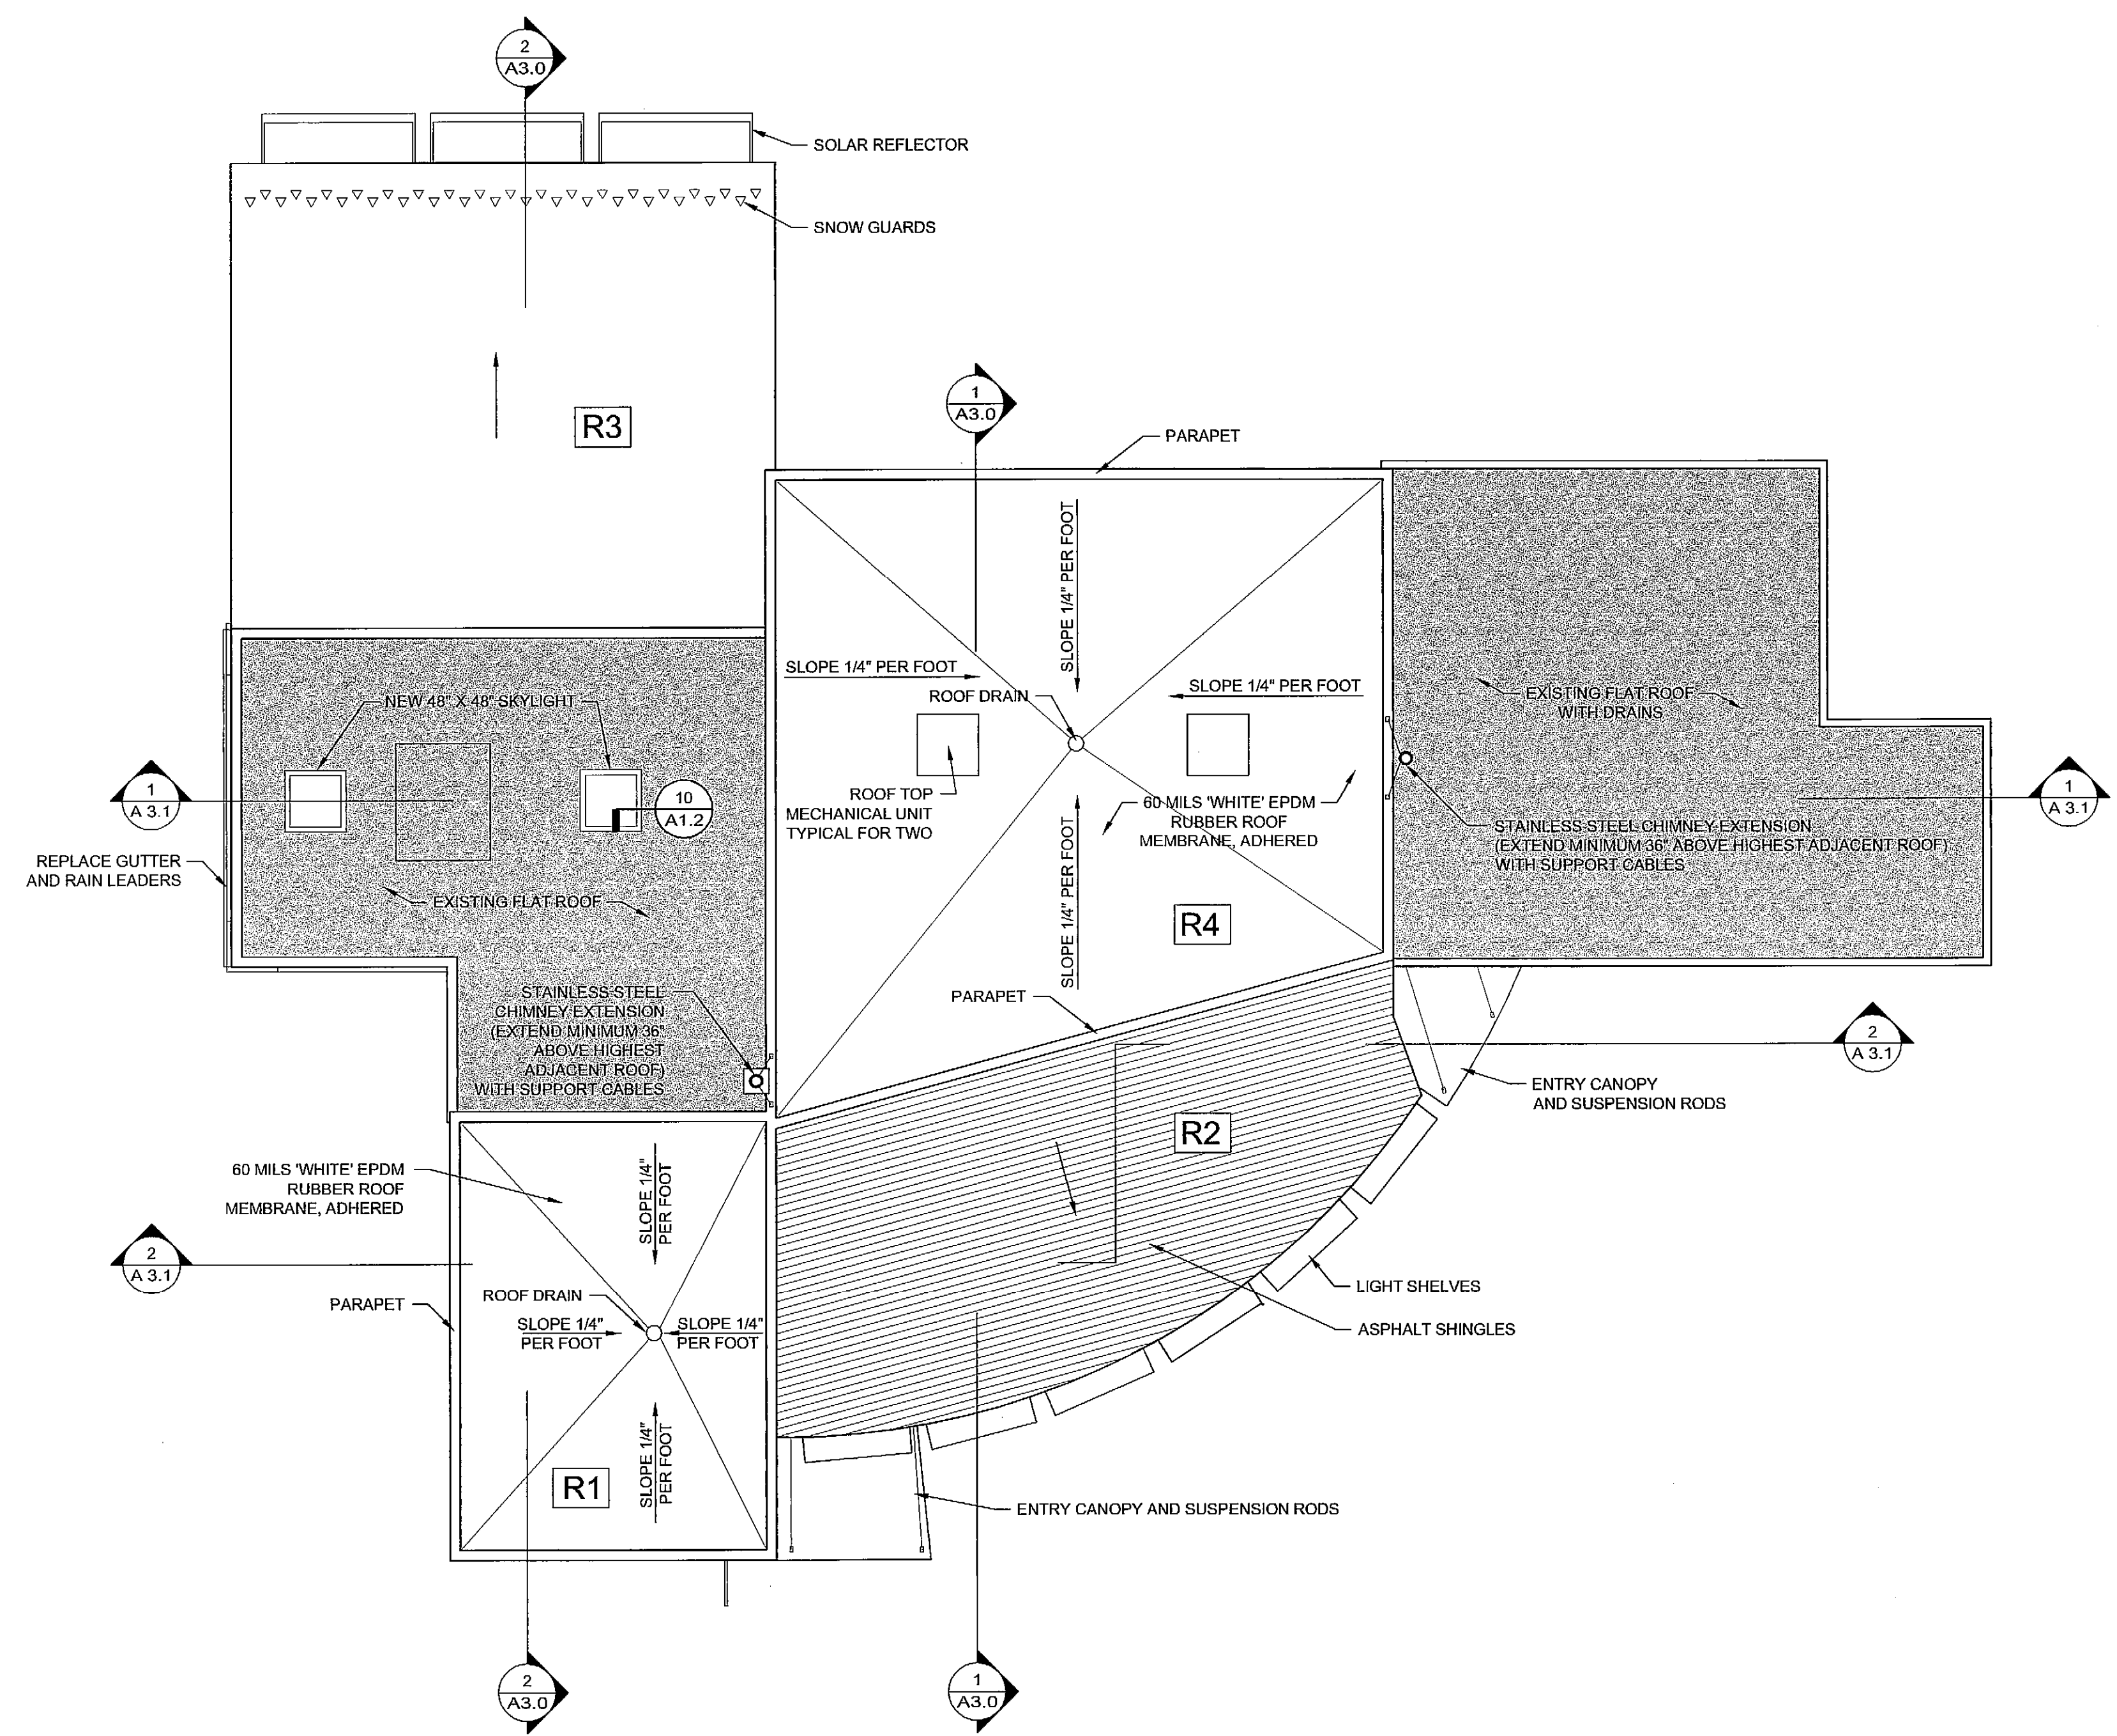 2
A3.0
SOLAR REFLECTOR
SNOW GUARDS
R3
1
A3.0
PARAPET
SLOPE 1/4" PER FOOT
SLOPE 1/4" PER FOOT
ROOF DRAIN
SLOPE 1/4" PER FOOT
NEW 48" X 48" SKYLIGHT
EXISTING FLAT ROOF
WITH DRAINS
1
A 3.1
10
A1.2
ROOF TOP
MECHANICAL UNIT
TYPICAL FOR TWO
60 MILS 'WHITE' EPDM
RUBBER ROOF
MEMBRANE, ADHERED
STAINLESS STEEL CHIMNEY EXTENSION
(EXTEND MINIMUM 36" ABOVE HIGHEST ADJACENT ROOF)
WITH SUPPORT CABLES
1
A 3.1
REPLACE GUTTER
AND RAIN LEADERS
EXISTING FLAT ROOF
SLOPE 1/4" PER FOOT
R4
STAINLESS STEEL
CHIMNEY EXTENSION
(EXTEND MINIMUM 36"
ABOVE HIGHEST
ADJACENT ROOF)
WITH SUPPORT CABLES
PARAPET
2
A 3.1
ENTRY CANOPY
AND SUSPENSION RODS
R2
60 MILS 'WHITE' EPDM
RUBBER ROOF
MEMBRANE, ADHERED
SLOPE 1/4"
PER FOOT
2
A 3.1
PARAPET
ROOF DRAIN
SLOPE 1/4"
PER FOOT
SLOPE 1/4"
PER FOOT
LIGHT SHELVES
ASPHALT SHINGLES
SLOPE 1/4"
PER FOOT
R1
ENTRY CANOPY AND SUSPENSION RODS
2
A3.0
1
A3.0